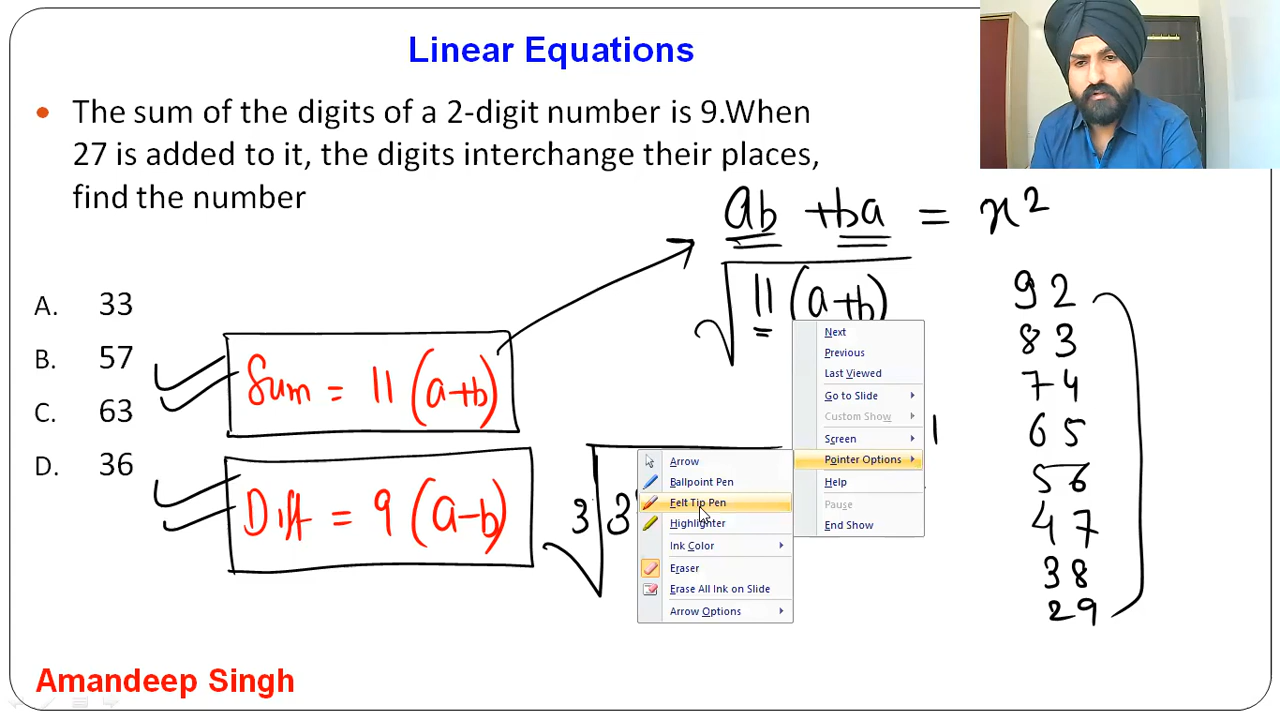 Linear Equations
• The sum of the digits of a 2-digit number is 9.When
27 is added to it, the digits interchange their places,
find the number
ab + ba = x²
√11 (a+b)
A. 33
B. 57
C. 63
D. 36
Sum = 11 (a+b)
Diff = 9 (a-b)
3√3
92
83
74
65
56
47
38
29
Next
Previous
Last Viewed
Go to Slide
Custom Show
Screen
Pointer Options
Help
Pause
End Show
Arrow
Ballpoint Pen
Felt Tip Pen
Highlighter
Ink Color
Eraser
Erase All Ink on Slide
Arrow Options
Amandeep Singh